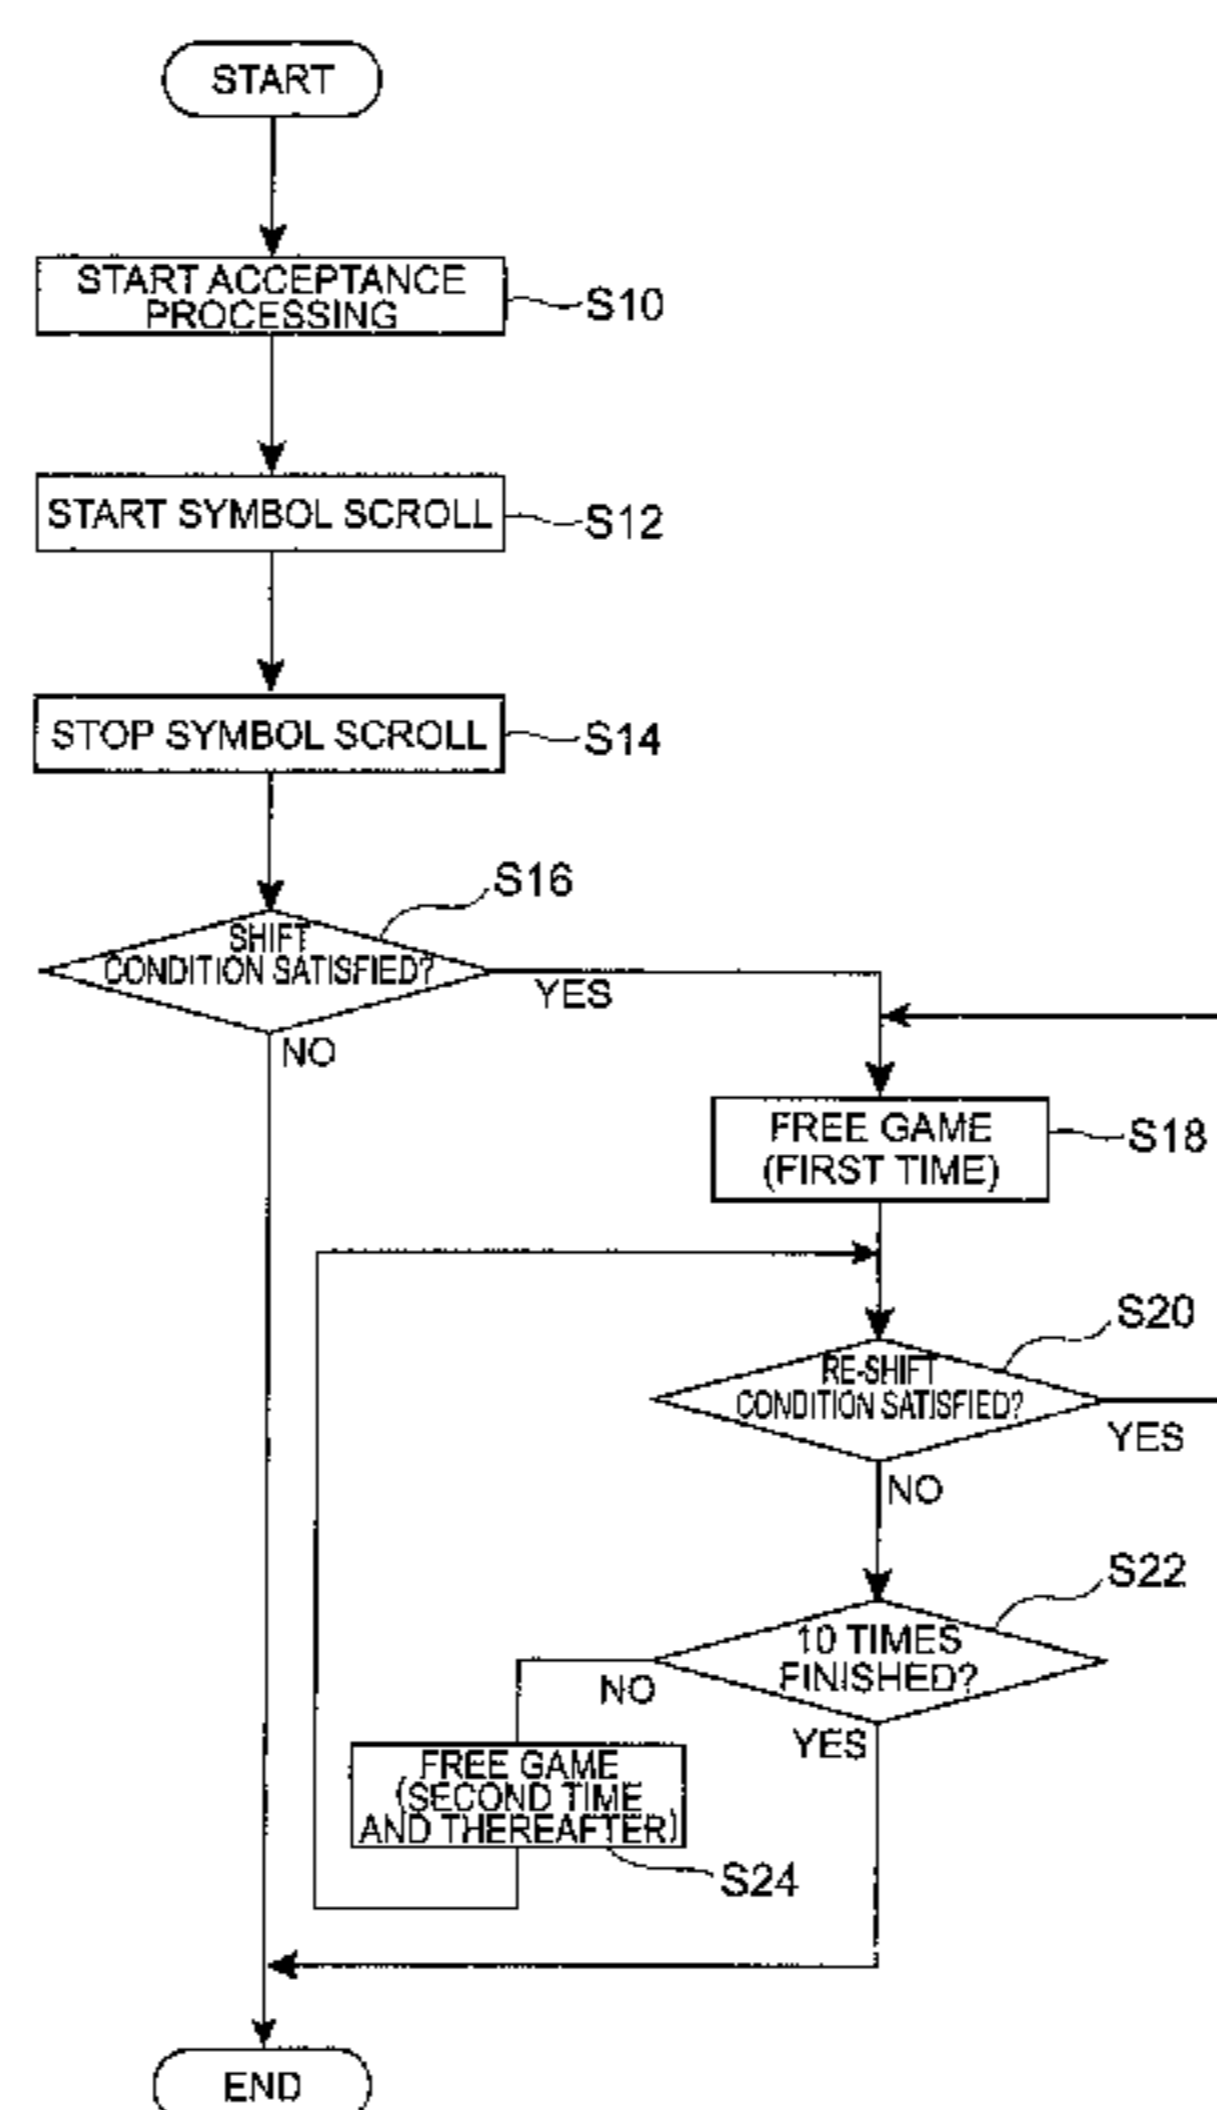 START
START ACCEPTANCE
PROCESSING
S10
START SYMBOL SCROLL
S12
STOP SYMBOL SCROLL
S14
S16
SHIFT
CONDITION SATISFIED?
YES
NO
FREE GAME
(FIRST TIME)
S18
S20
RE-SHIFT
CONDITION SATISFIED?
YES
NO
S22
10 TIMES
FINISHED?
NO
YES
FREE GAME
(SECOND TIME
AND THEREAFTER)
S24
END